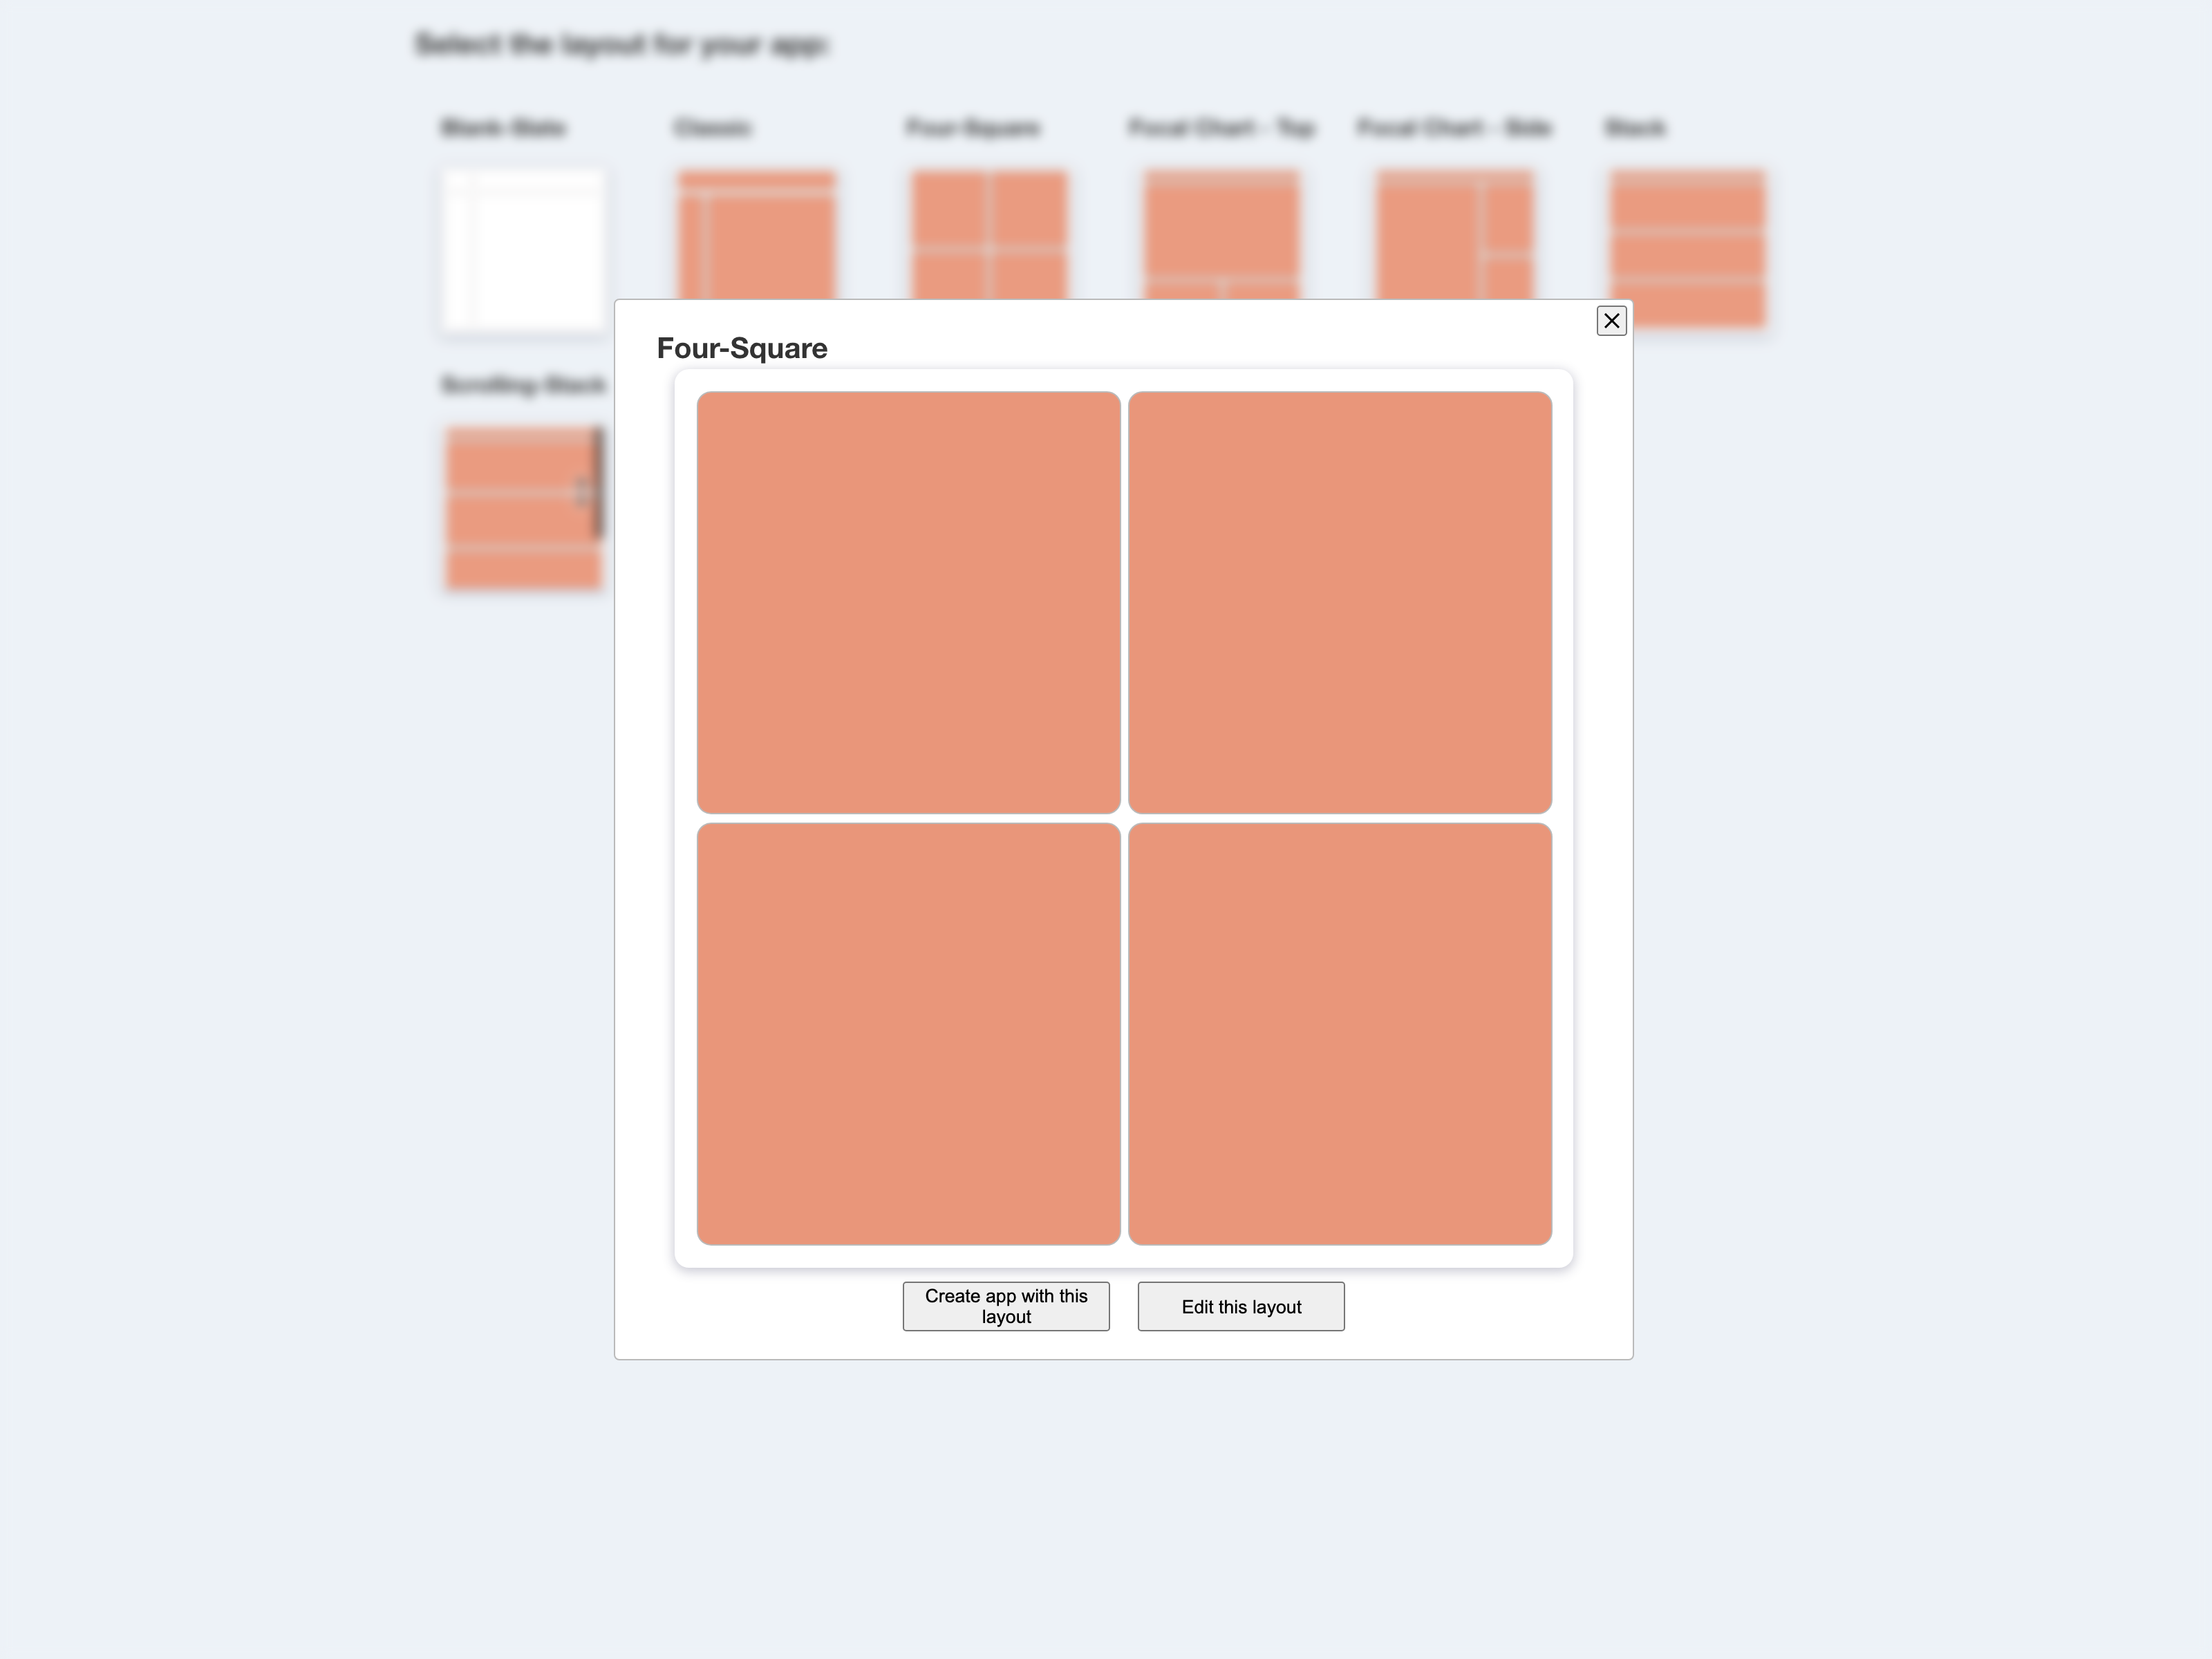 Select the layout for your app:
Blank-Slate
Classic
Four-Square
Focal Chart - Top
Focal Chart - Side
Stack
Four-Square
Scrolling-Stack
Create app with this
layout
Edit this layout